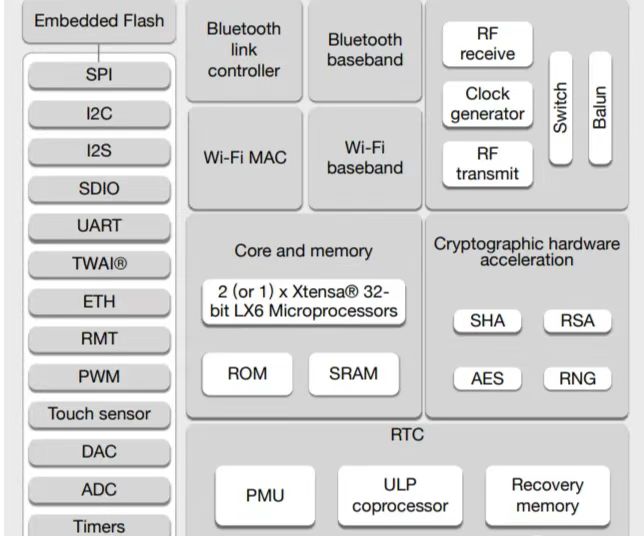 Embedded Flash
SPI
I2C
I2S
SDIO
UART
TWAI®
ETH
RMT
PWM
Touch sensor
DAC
ADC
Timers
Bluetooth
link
controller
Bluetooth
baseband
Wi-Fi MAC
Wi-Fi
baseband
RF
receive
Clock
generator
RF
transmit
Switch
Balun
Core and memory
2 (or 1) x Xtensa® 32-
bit LX6 Microprocessors
ROM
SRAM
Cryptographic hardware
acceleration
SHA
RSA
AES
RNG
RTC
PMU
ULP
coprocessor
Recovery
memory